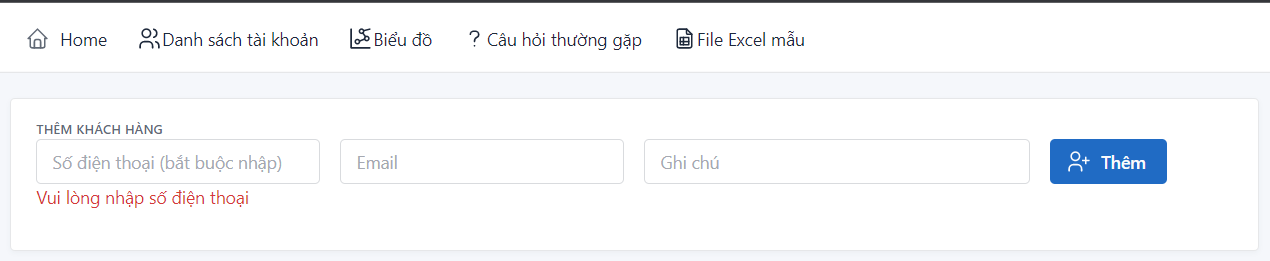 Home Danh sách tài khoản Biểu đồ ? Câu hỏi thường gặp File Excel mẫu
THÊM KHÁCH HÀNG
Số điện thoại (bắt buộc nhập) Email Ghi chú Thêm
Vui lòng nhập số điện thoại